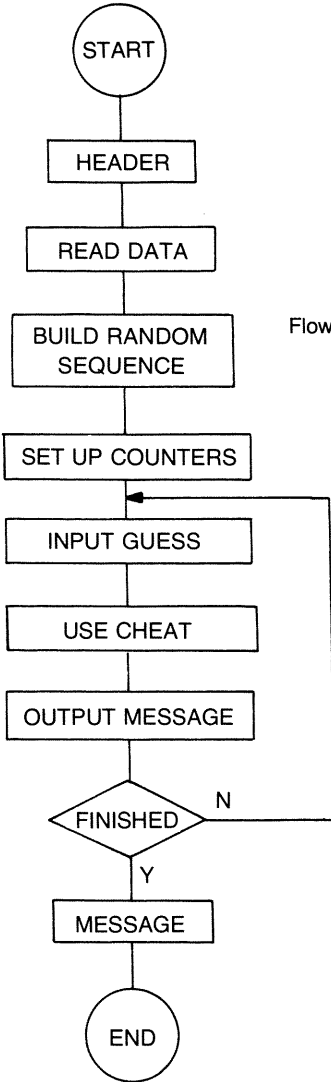 START
HEADER
READ DATA
BUILD RANDOM
SEQUENCE
Flow
SET UP COUNTERS
INPUT GUESS
USE CHEAT
OUTPUT MESSAGE
FINISHED
N
Y
MESSAGE
END